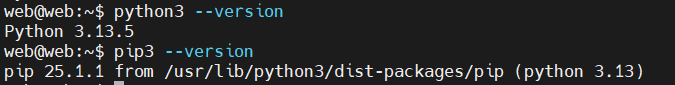 web@web:~$ python3 --version
Python 3.13.5
web@web:~$ pip3 --version
pip 25.1.1 from /usr/lib/python3/dist-packages/pip (python 3.13)